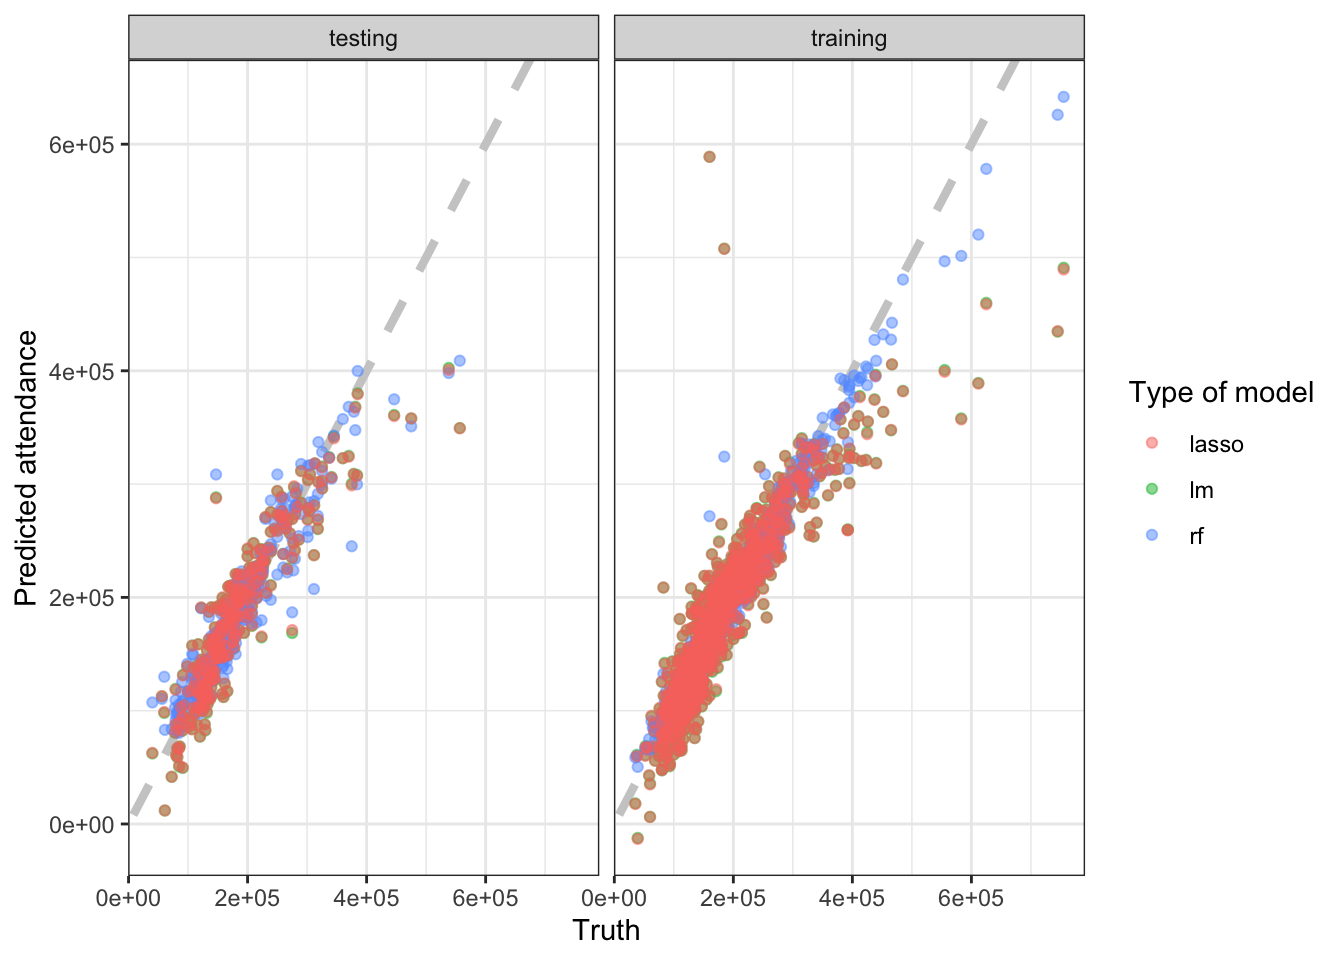 testing training
6e+05
4e+05
2e+05
0e+00
Predicted attendance
0e+00 2e+05 4e+05 6e+05 0e+00 2e+05 4e+05 6e+05
Truth
Type of model
lasso
lm
rf